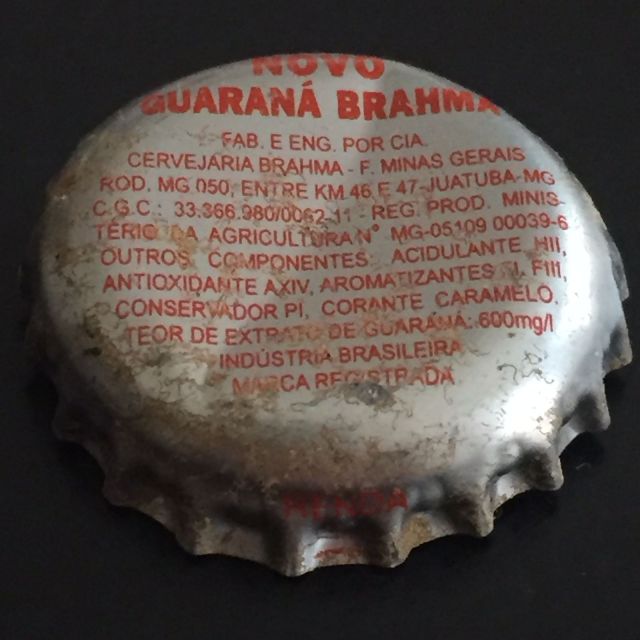 NOVO
GUARANÁ BRAHMA
FAB. E ENG. POR CIA.
CERVEJARIA BRAHMA - F. MINAS GERAIS
ROD. MG 050, ENTRE KM 46 E 47-JUATUBA-MG
C.G.C. 33.366.980/0062-11 - REG. PROD. MINIS-
TÉRIO DA AGRICULTURA N° MG-05109 00039-6
OUTROS COMPONENTES: ACIDULANTE HII,
ANTIOXIDANTE AXIV, AROMATIZANTES FI, FIII,
CONSERVADOR PI, CORANTE CARAMELO.
TEOR DE EXTRATO DE GUARANÁ: 600mg/l
INDÚSTRIA BRASILEIRA
MARCA REGISTRADA